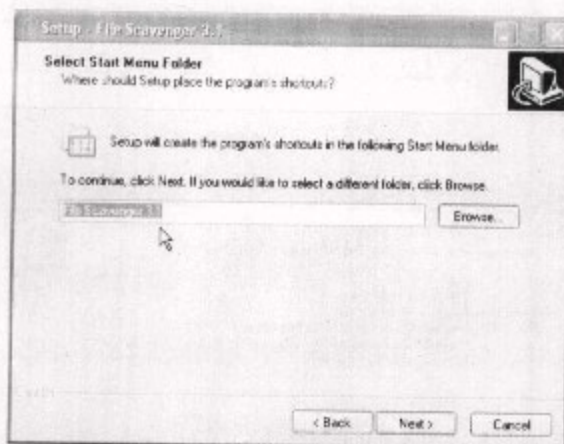 Setup - File Scavenger 3.1
Select Start Menu Folder
Where should Setup place the program's shortcuts?
Setup will create the program's shortcuts in the following Start Menu folder.
To continue, click Next. If you would like to select a different folder, click Browse.
File Scavenger 3.1
Browse...
< Back
Next >
Cancel